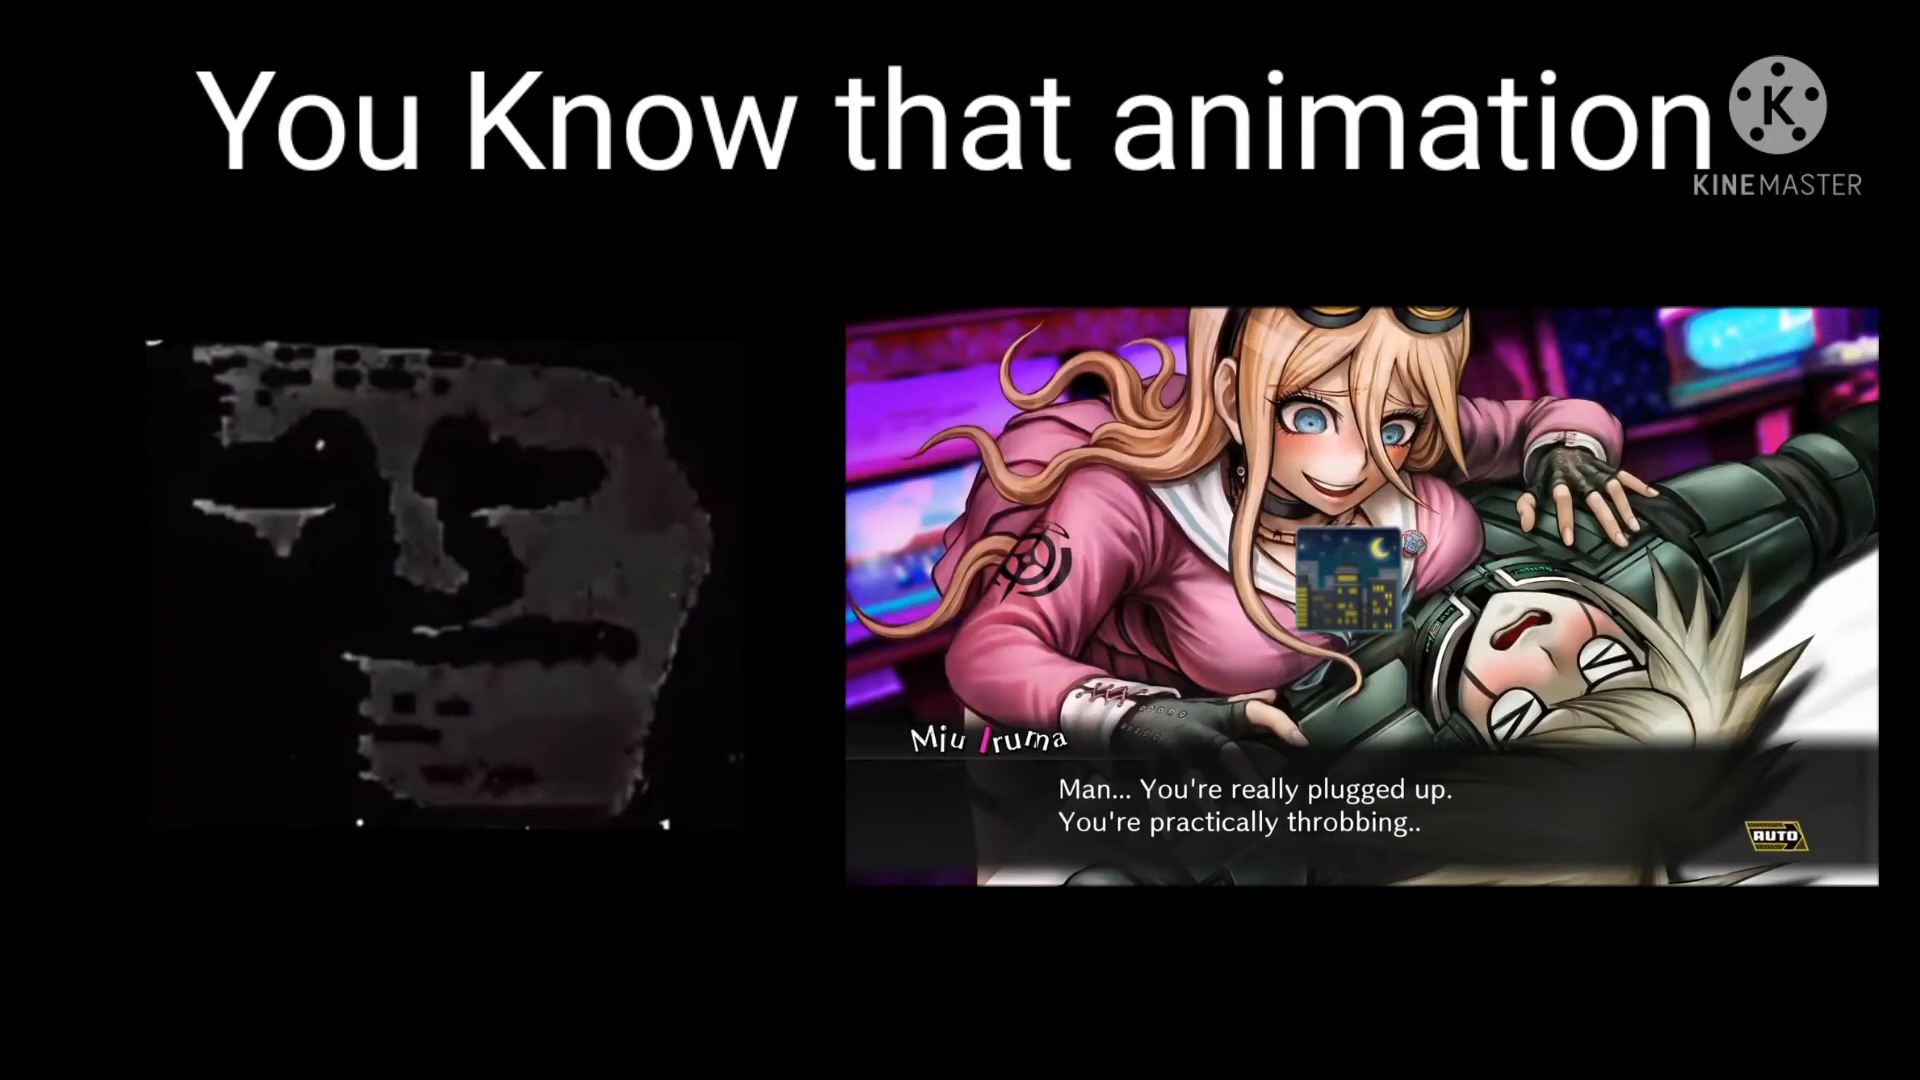 You Know that animation
K
KINEMASTER
Miu Iruma
Man... You're really plugged up.
You're practically throbbing..
AUTO